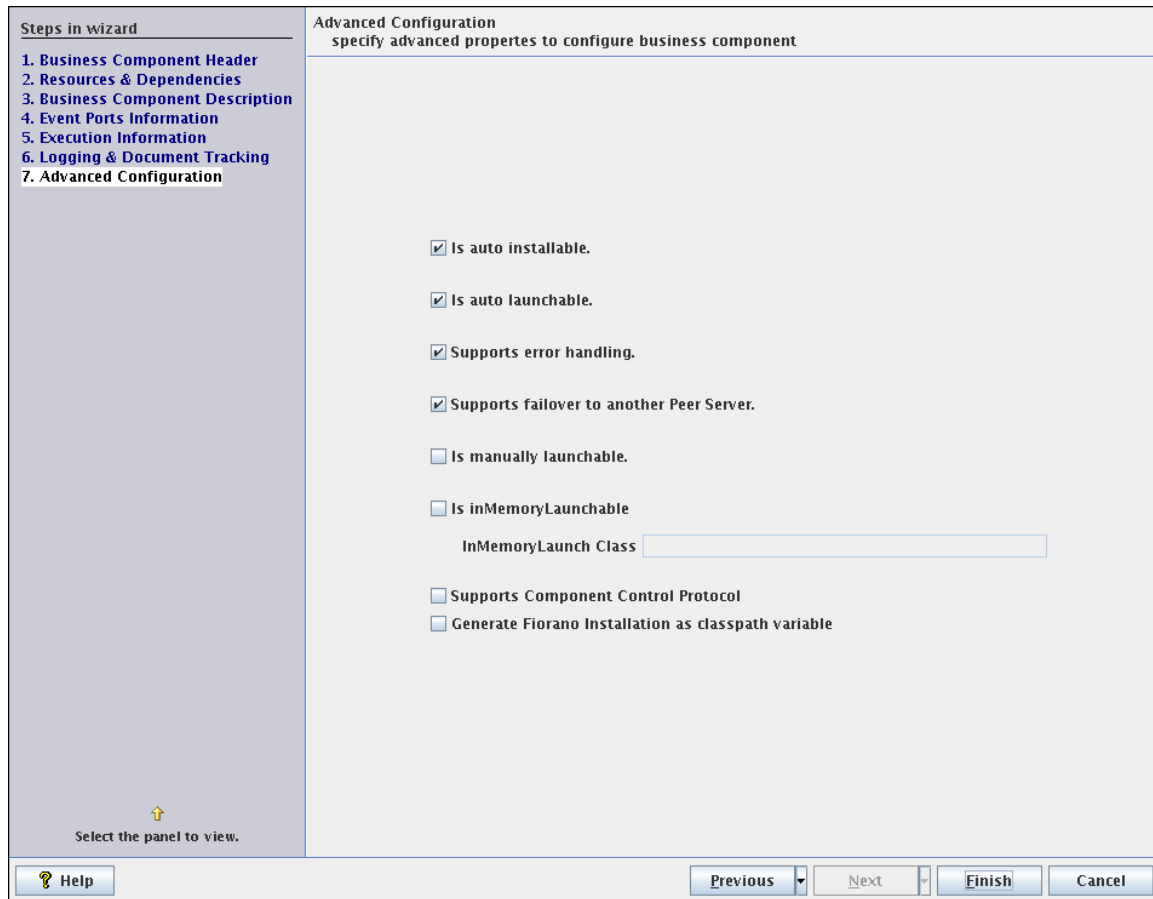 Steps in wizard
1. Business Component Header
2. Resources & Dependencies
3. Business Component Description
4. Event Ports Information
5. Execution Information
6. Logging & Document Tracking
7. Advanced Configuration
Select the panel to view.
Advanced Configuration
specify advanced propertes to configure business component
Is auto installable.
Is auto launchable.
Supports error handling.
Supports failover to another Peer Server.
Is manually launchable.
Is inMemoryLaunchable
InMemoryLaunch Class
Supports Component Control Protocol
Generate Fiorano Installation as classpath variable
Help
Previous
Next
Finish
Cancel